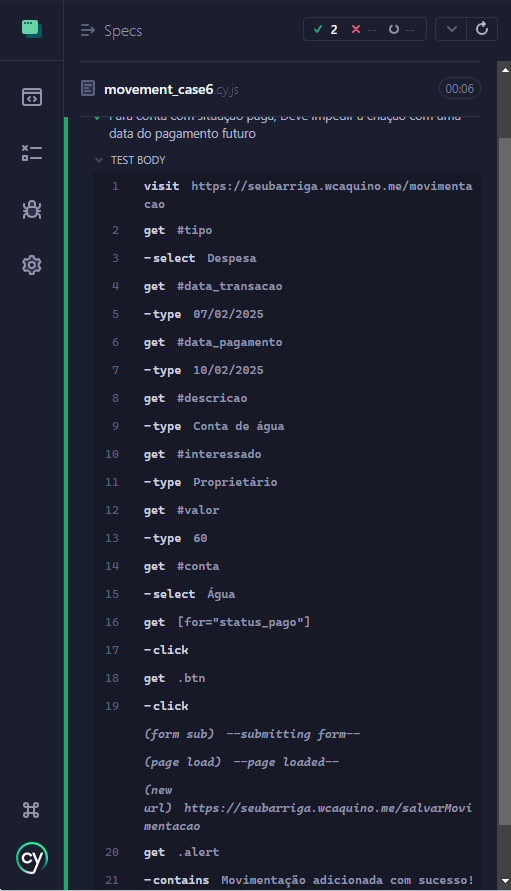 Specs 2 -- --
movement_case6 cy.js 00:06
Para conta com situação paga, Deve impedir a criação com uma
data do pagamento futuro
TEST BODY
1 visit https://seubarriga.wcaquino.me/movimenta
cao
2 get #tipo
3 -select Despesa
4 get #data_transacao
5 -type 07/02/2025
6 get #data_pagamento
7 -type 10/02/2025
8 get #descricao
9 -type Conta de água
10 get #interessado
11 -type Proprietário
12 get #valor
13 -type 60
14 get #conta
15 -select Água
16 get [for="status_pago"]
17 -click
18 get .btn
19 -click
(form sub) --submitting form--
(page load) --page loaded--
(new
url) https://seubarriga.wcaquino.me/salvarMovi
mentacao
20 get .alert
21 -contains Movimentação adicionada com sucesso!
cy